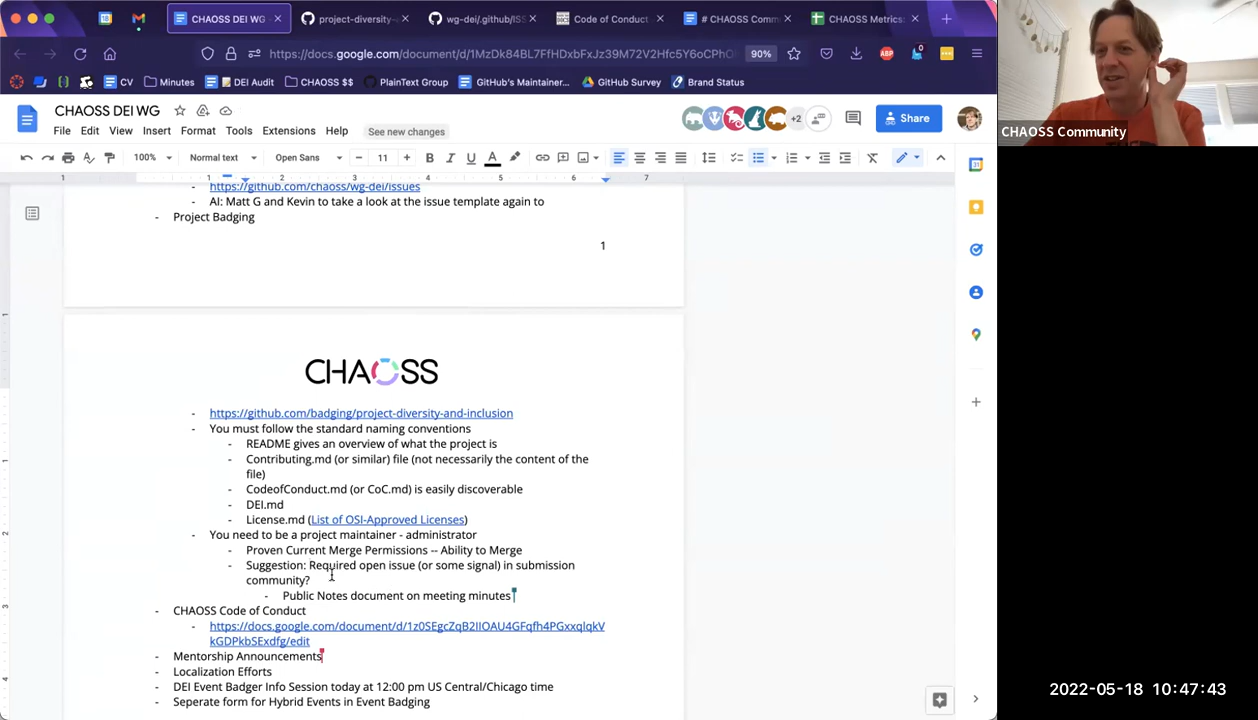 CHAOSS DEI WG
project-diversity-
wg-dei/.github/ISS
Code of Conduct
# CHAOSS Comm
CHAOSS Metrics:
https://docs.google.com/document/d/1MzDk84BL7FfHDxbFxJz39M72V2Hfc5Y6oCPhO
90%
CV
Minutes
DEI Audit
CHAOSS $$
PlainText Group
GitHub's Maintainer...
GitHub Survey
Brand Status
CHAOSS DEI WG
File Edit View Insert Format Tools Extensions Help See new changes
+2
Share
100% Normal text Open Sans - 11 + B I U A
1 1 2 3 4 5 6 7
- https://github.com/chaoss/wg-dei/issues
- AI: Matt G and Kevin to take a look at the issue template again to
- Project Badging
1
CHAOSS
- https://github.com/badging/project-diversity-and-inclusion
- You must follow the standard naming conventions
- README gives an overview of what the project is
- Contributing.md (or similar) file (not necessarily the content of the
file)
- CodeofConduct.md (or CoC.md) is easily discoverable
- DEI.md
- License.md (List of OSI-Approved Licenses)
- You need to be a project maintainer - administrator
- Proven Current Merge Permissions -- Ability to Merge
- Suggestion: Required open issue (or some signal) in submission
community?
- Public Notes document on meeting minutes
- CHAOSS Code of Conduct
- https://docs.google.com/document/d/1z0SEgcZqB2IIOAU4GFqfh4PGxxqlqkV
kGDPkbSExdfg/edit
- Mentorship Announcements
- Localization Efforts
- DEI Event Badger Info Session today at 12:00 pm US Central/Chicago time
- Seperate form for Hybrid Events in Event Badging
CHAOSS Community
2022-05-18 10:47:43